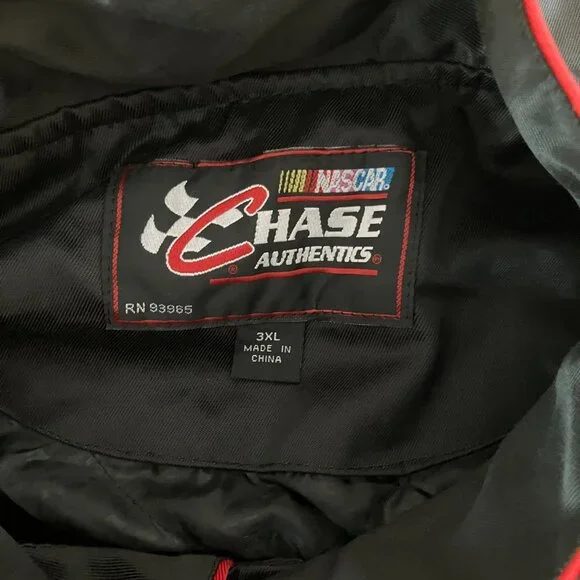 NASCAR
CHASE
AUTHENTICS
RN 93965
3XL
MADE IN
CHINA